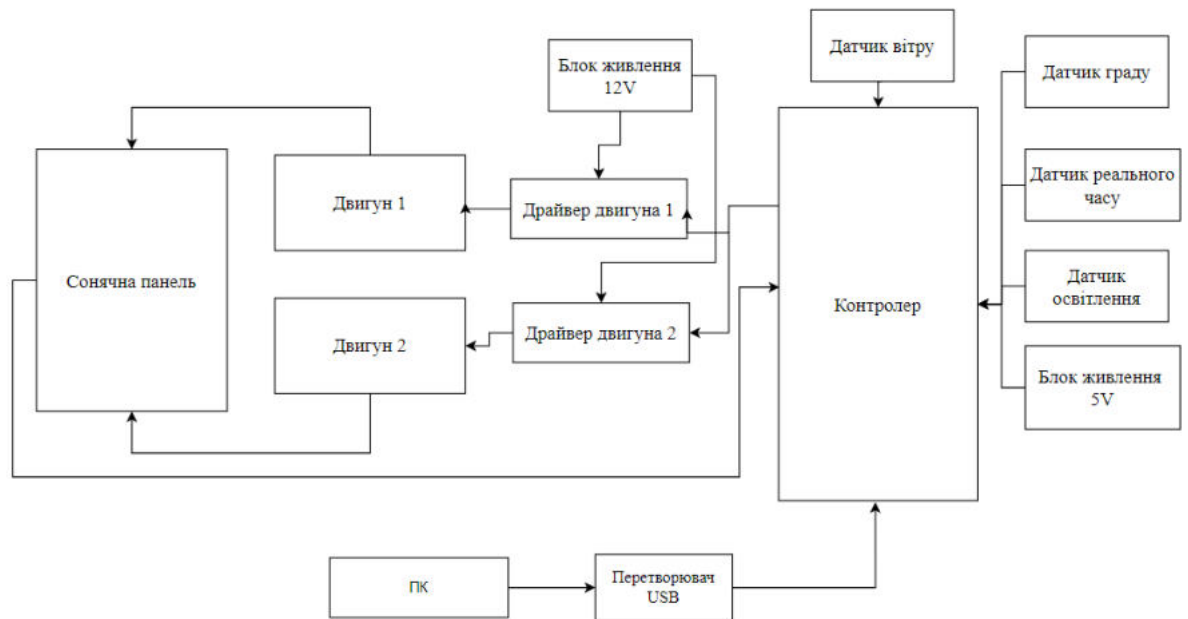 Датчик вітру
Блок живлення
12V
Датчик граду
Двигун 1
Драйвер двигуна 1
Датчик реального
часу
Сонячна панель
Датчик
освітлення
Контролер
Двигун 2
Драйвер двигуна 2
Блок живлення
5V
ПК
Перетворювач
USB